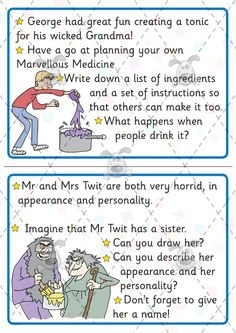 George had great fun creating a tonic
for his wicked Grandma!
Have a go at planning your own
Marvellous Medicine
Write down a list of ingredients
and a set of instructions so
that others can make it too.
What happens when
people drink it?
Mr and Mrs Twit are both very horrid, in
appearance and personality.
Imagine that Mr Twit has a sister.
Can you draw her?
Can you describe her
appearance and her
personality?
Don't forget to give
her a name!